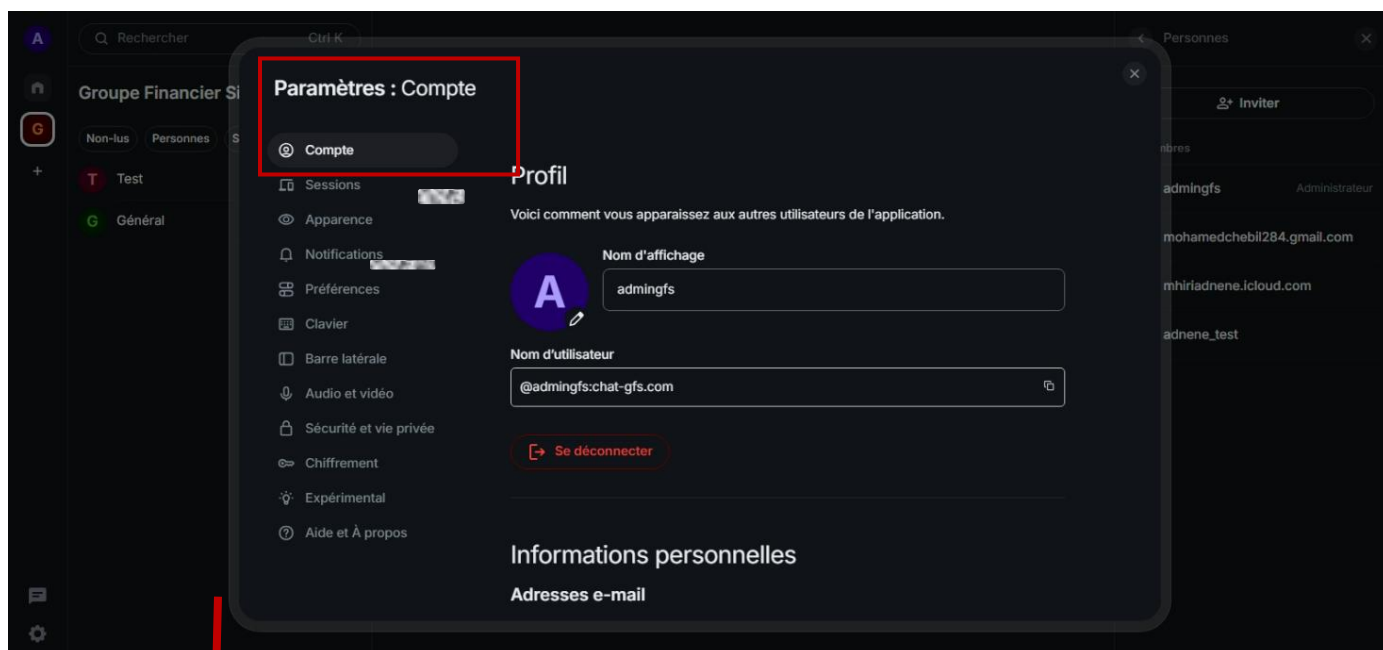 A
Rechercher Ctrl K
Personnes
Groupe Financier Si
G
Non-lus Personnes S
T Test
G Général
Paramètres : Compte
Compte
Sessions
Apparence
Notifications
Préférences
Clavier
Barre latérale
Audio et vidéo
Sécurité et vie privée
Chiffrement
Expérimental
Aide et À propos
Profil
Voici comment vous apparaissez aux autres utilisateurs de l'application.
A
Nom d'affichage
admingfs
Nom d'utilisateur
@admingfs:chat-gfs.com
Se déconnecter
Informations personnelles
Adresses e-mail
Inviter
mbres
admingfs Administrateur
mohamedchebil284.gmail.com
mhiriadnene.icloud.com
adnene_test